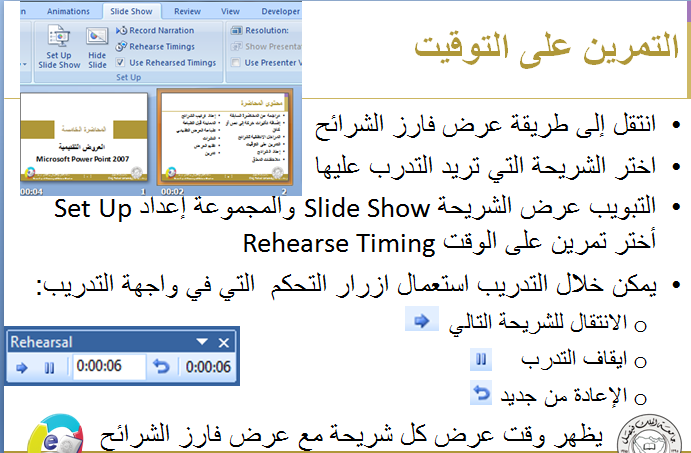 Animations Slide Show Review View Developer
Set Up Slide Show
Hide Slide
Record Narration
Rehearse Timings
Use Rehearsed Timings
Set Up
Resolution:
Show Presenta
Use Presenter V
المحاضرة الخامسة
العروض التقديمية
Microsoft Power Point 2007
00:04 1
محتوى المحاضرة
00:02 2
التمرين على التوقيت
• انتقل إلى طريقة عرض فارز الشرائح
• اختر الشريحة التي تريد التدرب عليها
• التبويب عرض الشريحة Slide Show والمجموعة إعداد Set Up
أختر تمرين على الوقت Rehearse Timing
• يمكن خلال التدريب استعمال ازرار التحكم التي في واجهة التدريب:
o الانتقال للشريحة التالي
o ايقاف التدرب
o الإعادة من جديد
Rehearsal
0:00:06 0:00:06
يظهر وقت عرض كل شريحة مع عرض فارز الشرائح